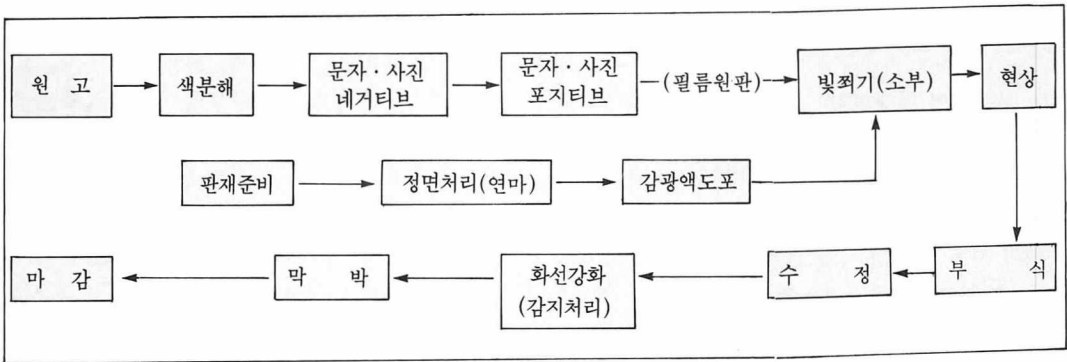 원 고
색분해
문자·사진
네거티브
문자·사진
포지티브
(필름원판)
빛쬐기(소부)
현상
판재준비
정면처리(연마)
감광액도포
마 감
막 박
화선강화
(감지처리)
수 정
부 식